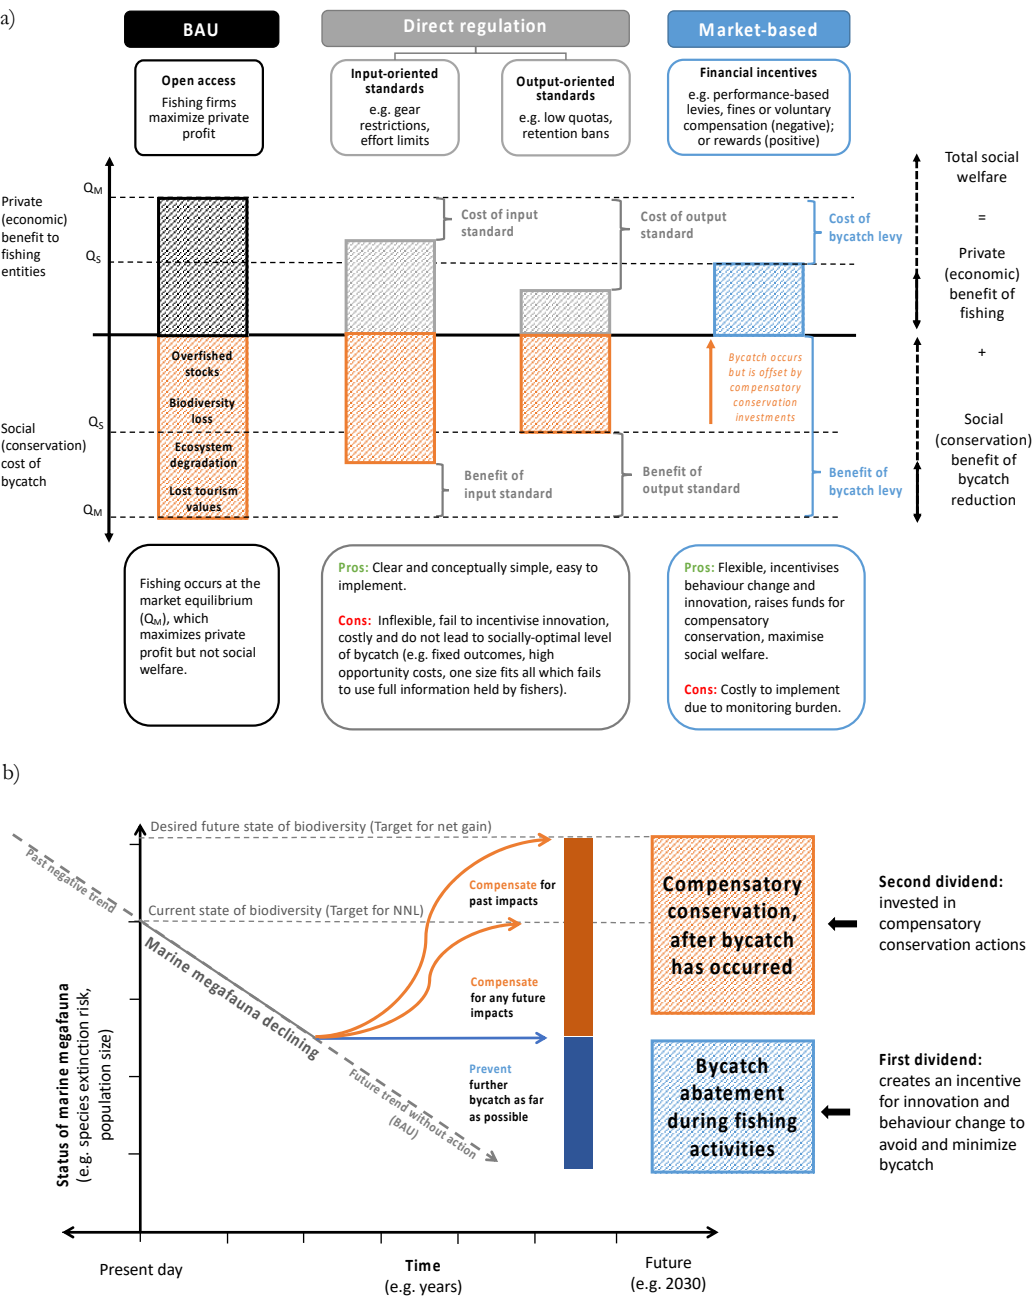 a)
BAU
Direct regulation
Market-based
Open access
Fishing firms
maximize private
profit
Input-oriented
standards
e.g. gear
restrictions,
effort limits
Output-oriented
standards
e.g. low quotas,
retention bans
Financial incentives
e.g. performance-based
levies, fines or voluntary
compensation (negative);
or rewards (positive)
Private
(economic)
benefit to
fishing
entities
QM
QS
Cost of input
standard
Cost of output
standard
Cost of
bycatch levy
Total social
welfare
=
Private
(economic)
benefit of
fishing
+
Social
(conservation)
benefit of
bycatch
reduction
Social
(conservation)
cost of
bycatch
QS
QM
Overfished
stocks
Biodiversity
loss
Ecosystem
degradation
Lost tourism
values
Bycatch occurs
but is offset by
compensatory
conservation
investments
Benefit of
input standard
Benefit of
output standard
Benefit of
bycatch levy
Fishing occurs at the
market equilibrium
(QM), which
maximizes private
profit but not social
welfare.
Pros: Clear and conceptually simple, easy to
implement.
Cons: Inflexible, fail to incentivise innovation,
costly and do not lead to socially-optimal level
of bycatch (e.g. fixed outcomes, high
opportunity costs, one size fits all which fails
to use full information held by fishers).
Pros: Flexible, incentivises
behaviour change and
innovation, raises funds for
compensatory
conservation, maximise
social welfare.
Cons: Costly to implement
due to monitoring burden.
b)
Desired future state of biodiversity (Target for net gain)
Past negative trend
Current state of biodiversity (Target for NNL)
Marine megafauna declining
Future trend without action
(BAU)
Compensate for
past impacts
Compensate
for any future
impacts
Prevent
further
bycatch as far
as possible
Compensatory
conservation,
after bycatch
has occurred
Bycatch
abatement
during fishing
activities
Second dividend:
invested in
compensatory
conservation actions
First dividend:
creates an incentive
for innovation and
behaviour change to
avoid and minimize
bycatch
Status of marine megafauna
(e.g. species extinction risk,
population size)
Present day
Time
(e.g. years)
Future
(e.g. 2030)